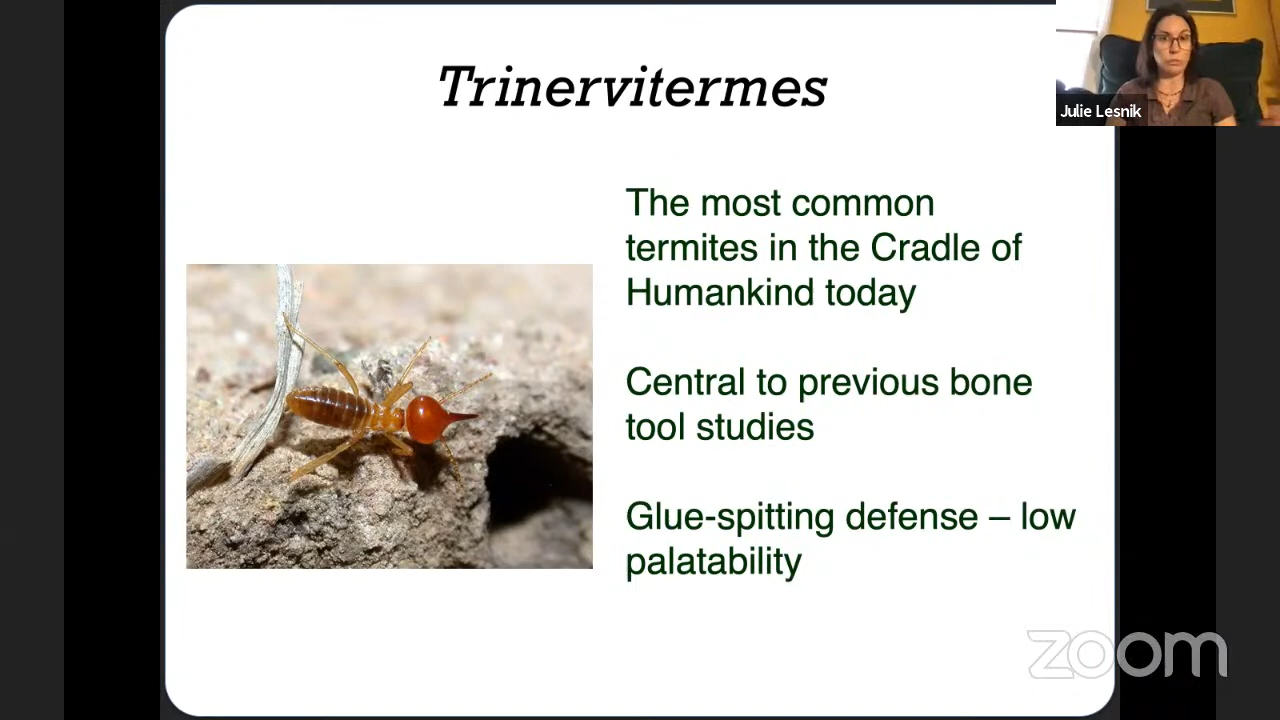 Trinervitermes
Julie Lesnik
The most common
termites in the Cradle of
Humankind today
Central to previous bone
tool studies
Glue-spitting defense – low
palatability
zoom